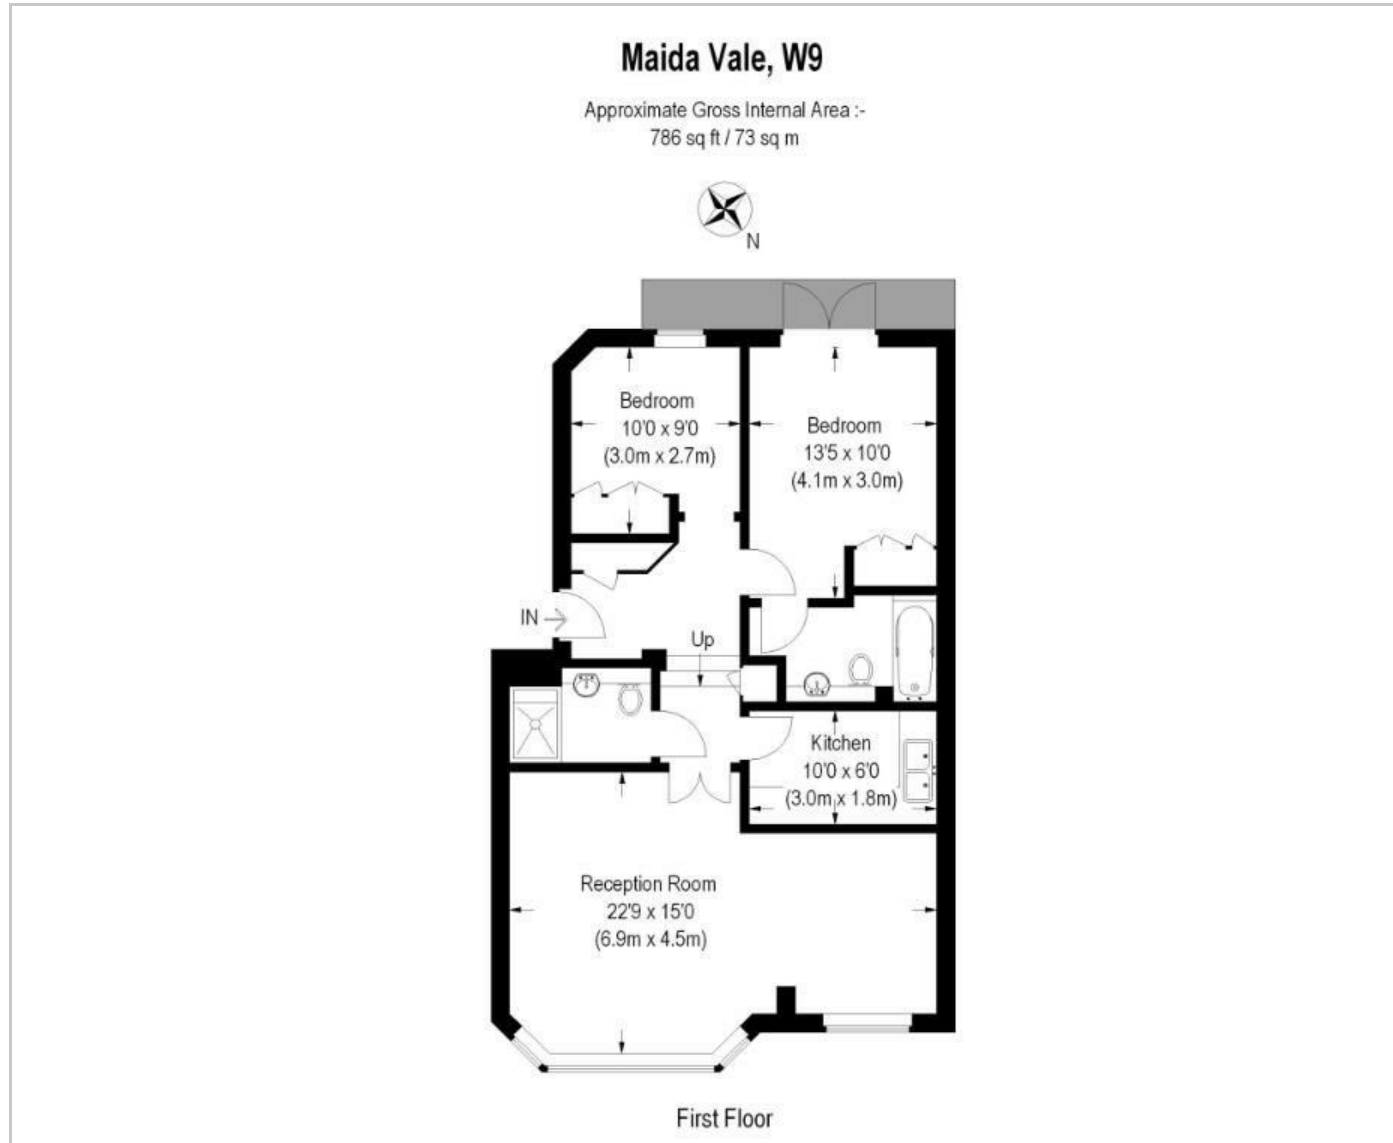 Maida Vale, W9
Approximate Gross Internal Area :-
786 sq ft / 73 sq m
N
Bedroom
10'0 x 9'0
(3.0m x 2.7m)
Bedroom
13'5 x 10'0
(4.1m x 3.0m)
IN
Up
Kitchen
10'0 x 6'0
(3.0m x 1.8m)
Reception Room
22'9 x 15'0
(6.9m x 4.5m)
First Floor